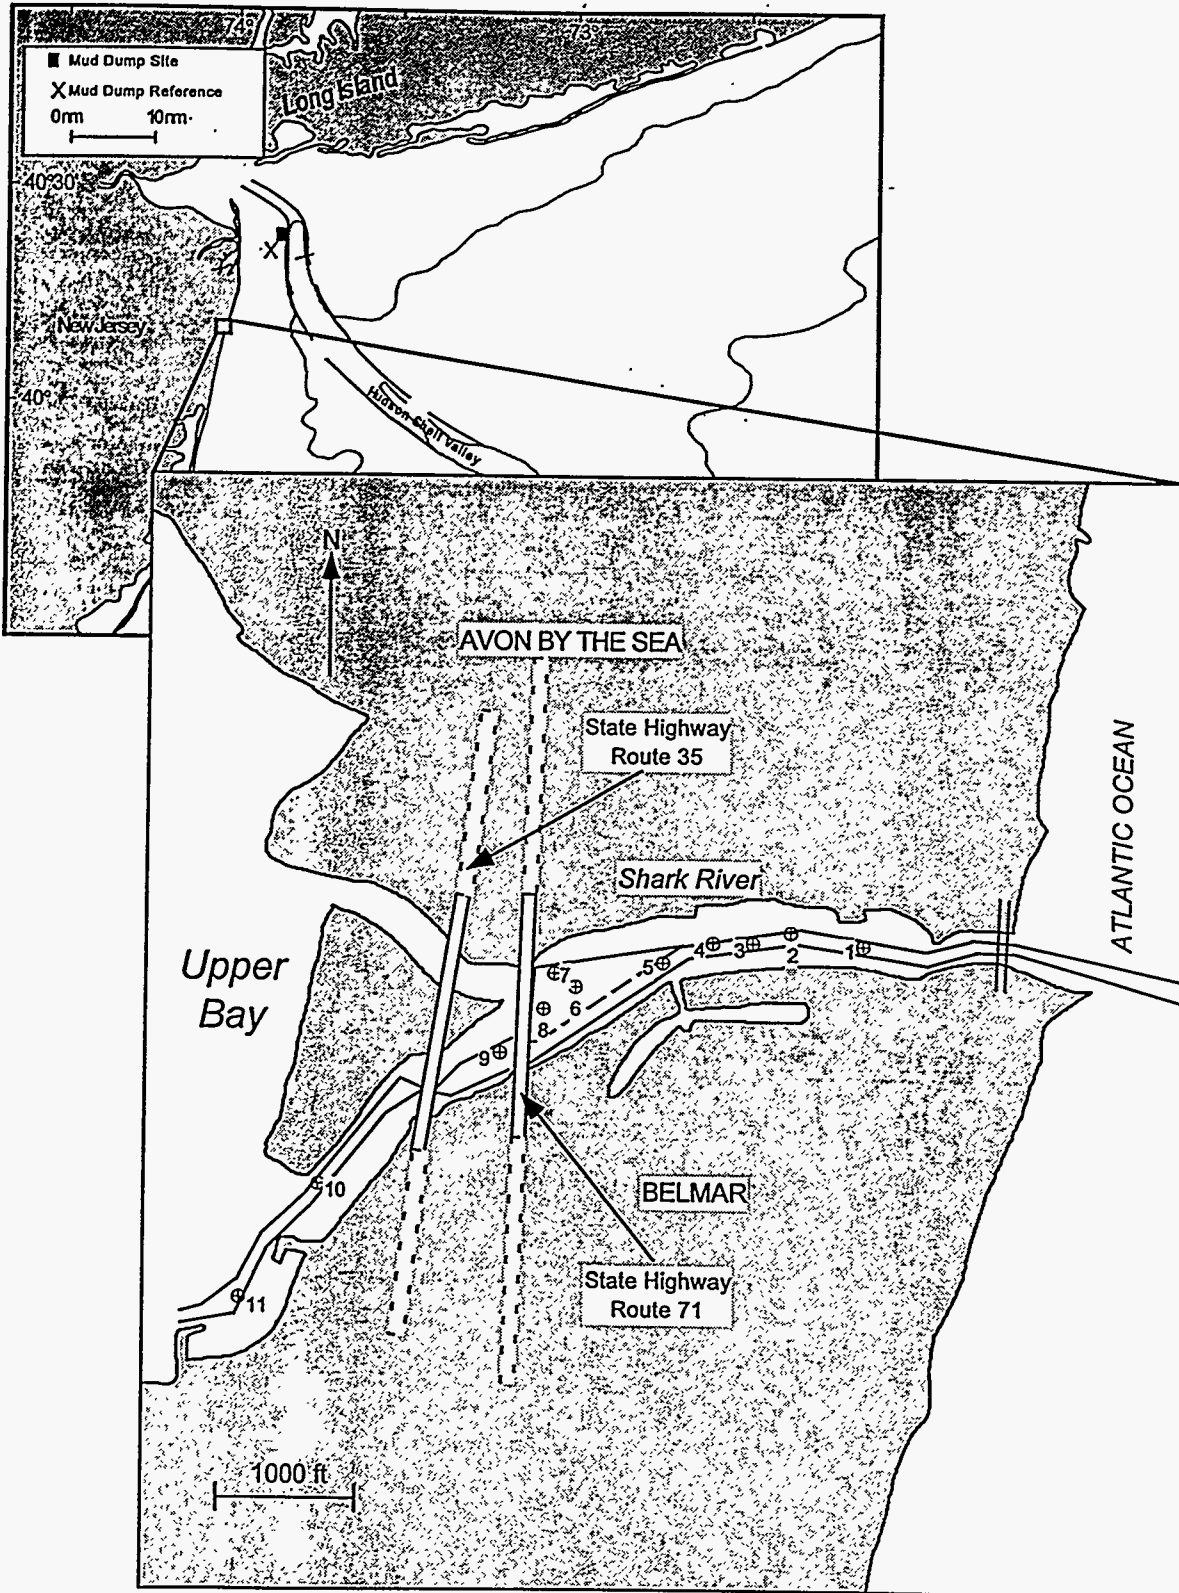 74°
73°
Mud Dump Site
X Mud Dump Reference
0nm 10nm
Long Island
40°30'
New Jersey
40°
Hudson Shelf Valley
N
AVON BY THE SEA
State Highway
Route 35
ATLANTIC OCEAN
Shark River
Upper
Bay
1
2
3
4
5
6
7
8
9
10
11
BELMAR
State Highway
Route 71
1000 ft